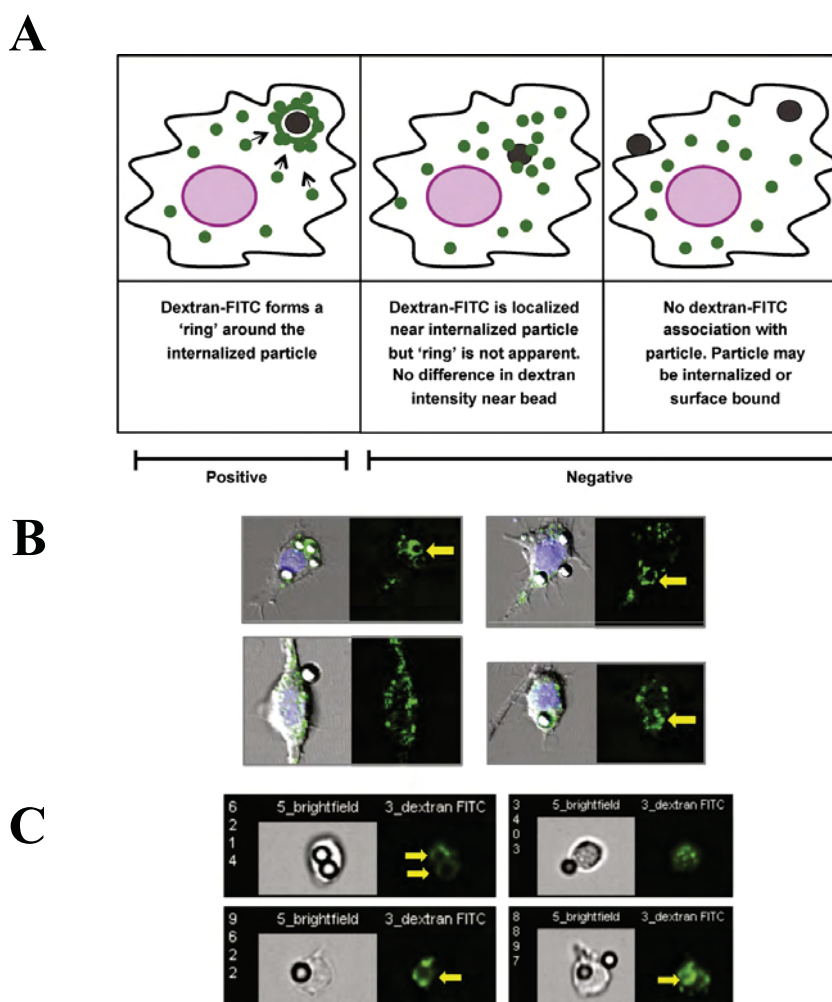 A
Dextran-FITC forms a
'ring' around the
internalized particle
Dextran-FITC is localized
near internalized particle
but 'ring' is not apparent.
No difference in dextran
intensity near bead
No dextran-FITC
association with
particle. Particle may
be internalized or
surface bound
Positive
Negative
B
C
6
2
1
4
5_brightfield 3_dextran FITC
3
4
0
3
5_brightfield 3_dextran FITC
9
6
2
2
5_brightfield 3_dextran FITC
8
8
9
7
5_brightfield 3_dextran FITC